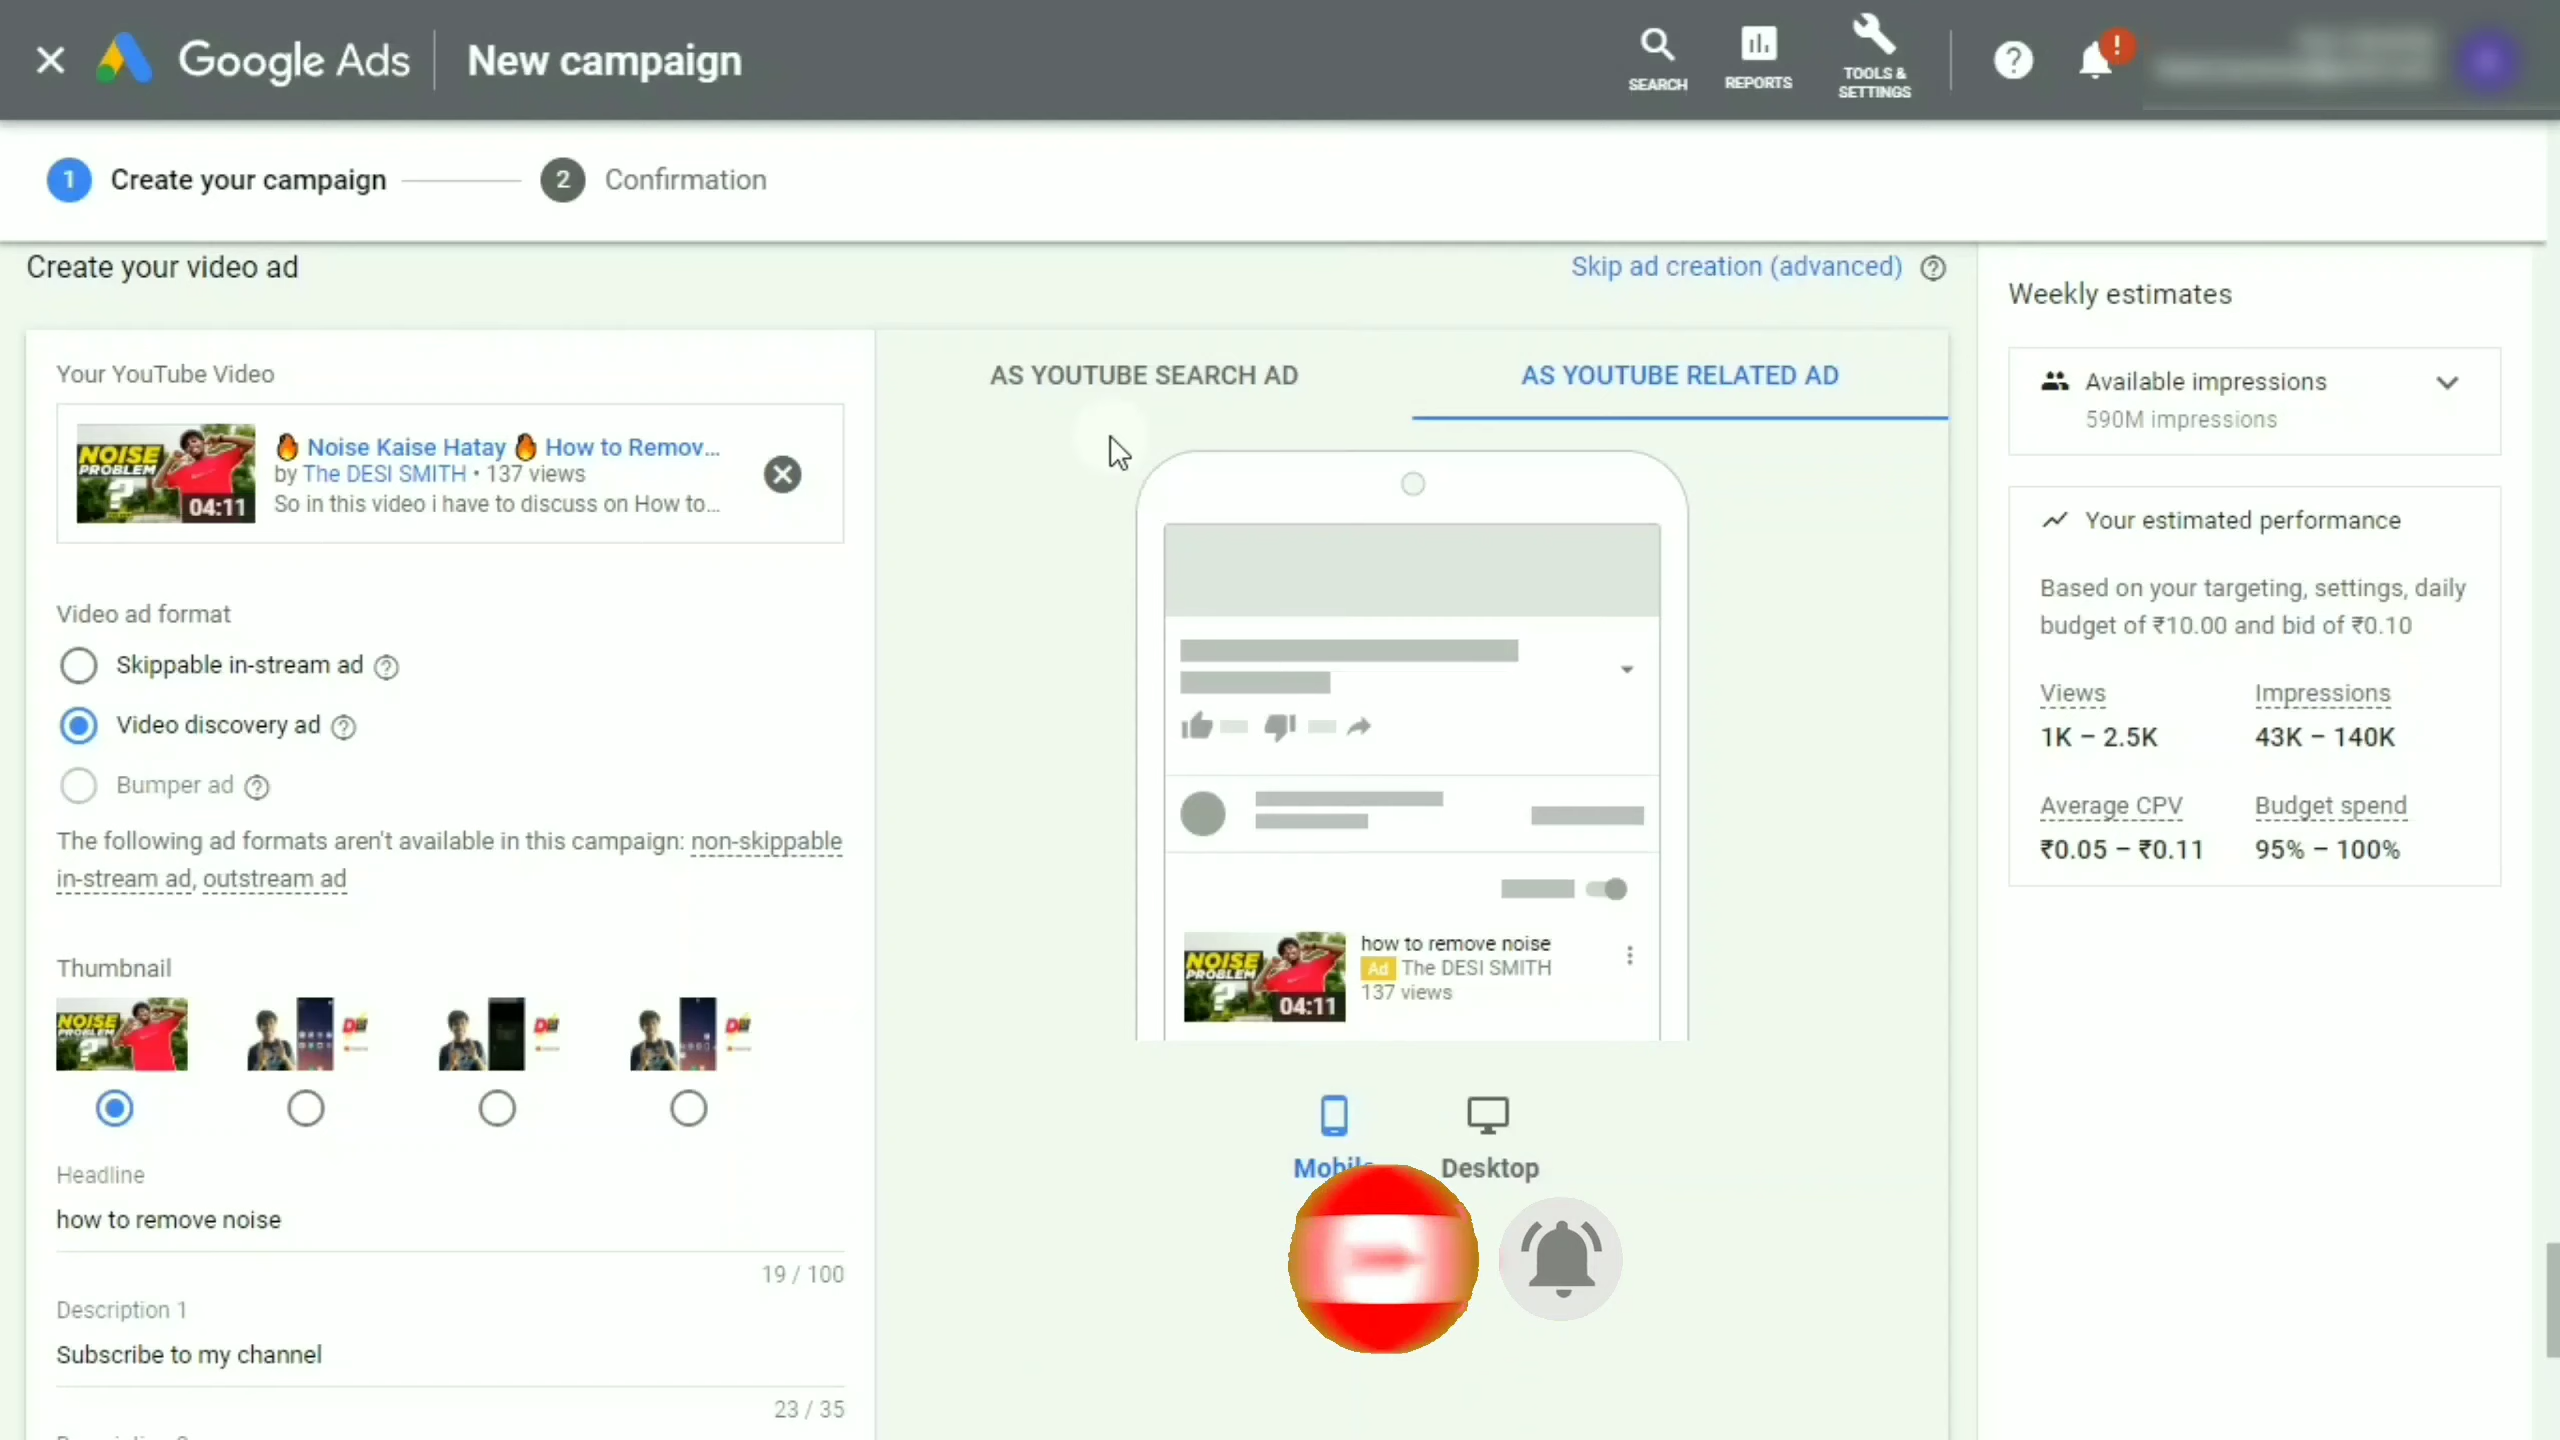 Google Ads
New campaign
SEARCH
REPORTS
TOOLS &
SETTINGS
1 Create your campaign
2 Confirmation
Create your video ad
Skip ad creation (advanced)
Your YouTube Video
NOISE
PROBLEM
?
04:11
🔥 Noise Kaise Hatay 🔥 How to Remov...
by The DESI SMITH • 137 views
So in this video i have to discuss on How to...
Video ad format
Skippable in-stream ad
Video discovery ad
Bumper ad
The following ad formats aren't available in this campaign: non-skippable
in-stream ad, outstream ad
Thumbnail
NOISE
PROBLEM
?
Headline
how to remove noise
19 / 100
Description 1
Subscribe to my channel
23 / 35
AS YOUTUBE SEARCH AD
AS YOUTUBE RELATED AD
NOISE
PROBLEM
?
04:11
how to remove noise
Ad The DESI SMITH
137 views
Mobile
Desktop
Weekly estimates
Available impressions
590M impressions
Your estimated performance
Based on your targeting, settings, daily
budget of ₹10.00 and bid of ₹0.10
Views
Impressions
1K – 2.5K
43K – 140K
Average CPV
Budget spend
₹0.05 – ₹0.11
95% – 100%